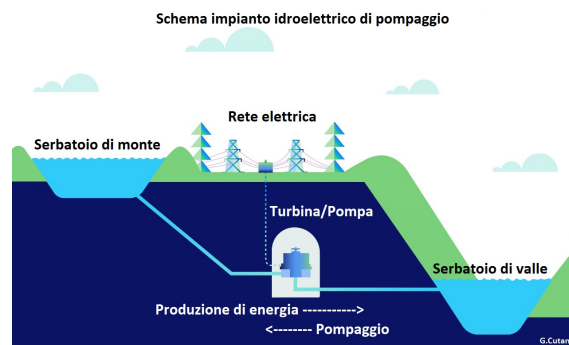 Schema impianto idroelettrico di pompaggio
Rete elettrica
Serbatoio di monte
Turbina/Pompa
Serbatoio di valle
Produzione di energia ----------->
<-------- Pompaggio
G.Cutan